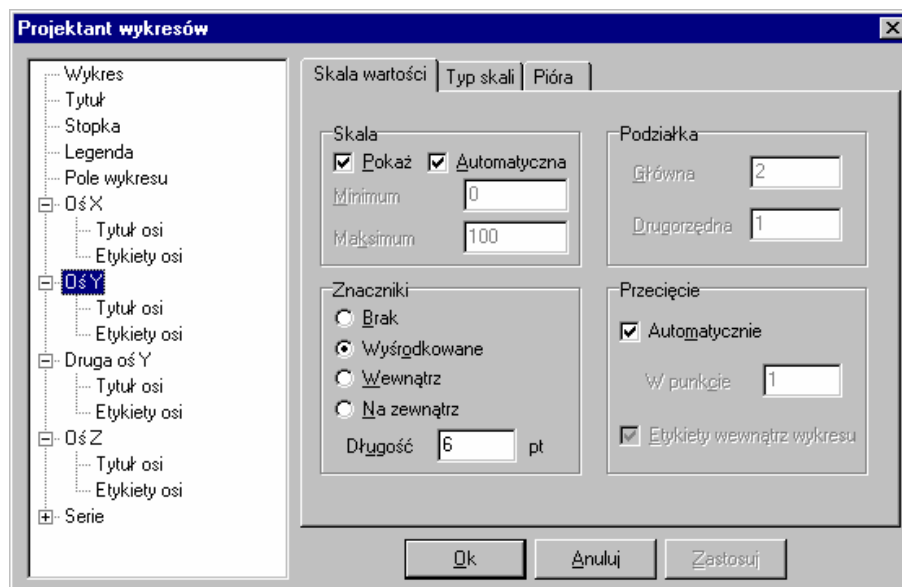 Projektant wykresów
Wykres
Tytuł
Stopka
Legenda
Pole wykresu
Oś X
Tytuł osi
Etykiety osi
Oś Y
Tytuł osi
Etykiety osi
Druga oś Y
Tytuł osi
Etykiety osi
Oś Z
Tytuł osi
Etykiety osi
Serie
Skala wartości Typ skali Pióra
Skala
Pokaż Automatyczna
Minimum 0
Maksimum 100
Podziałka
Główna 2
Drugorzędna 1
Znaczniki
Brak
Wyśrodkowane
Wewnątrz
Na zewnątrz
Długość 6 pt
Przecięcie
Automatycznie
W punkcie 1
Etykiety wewnątrz wykresu
Ok Anuluj Zastosuj